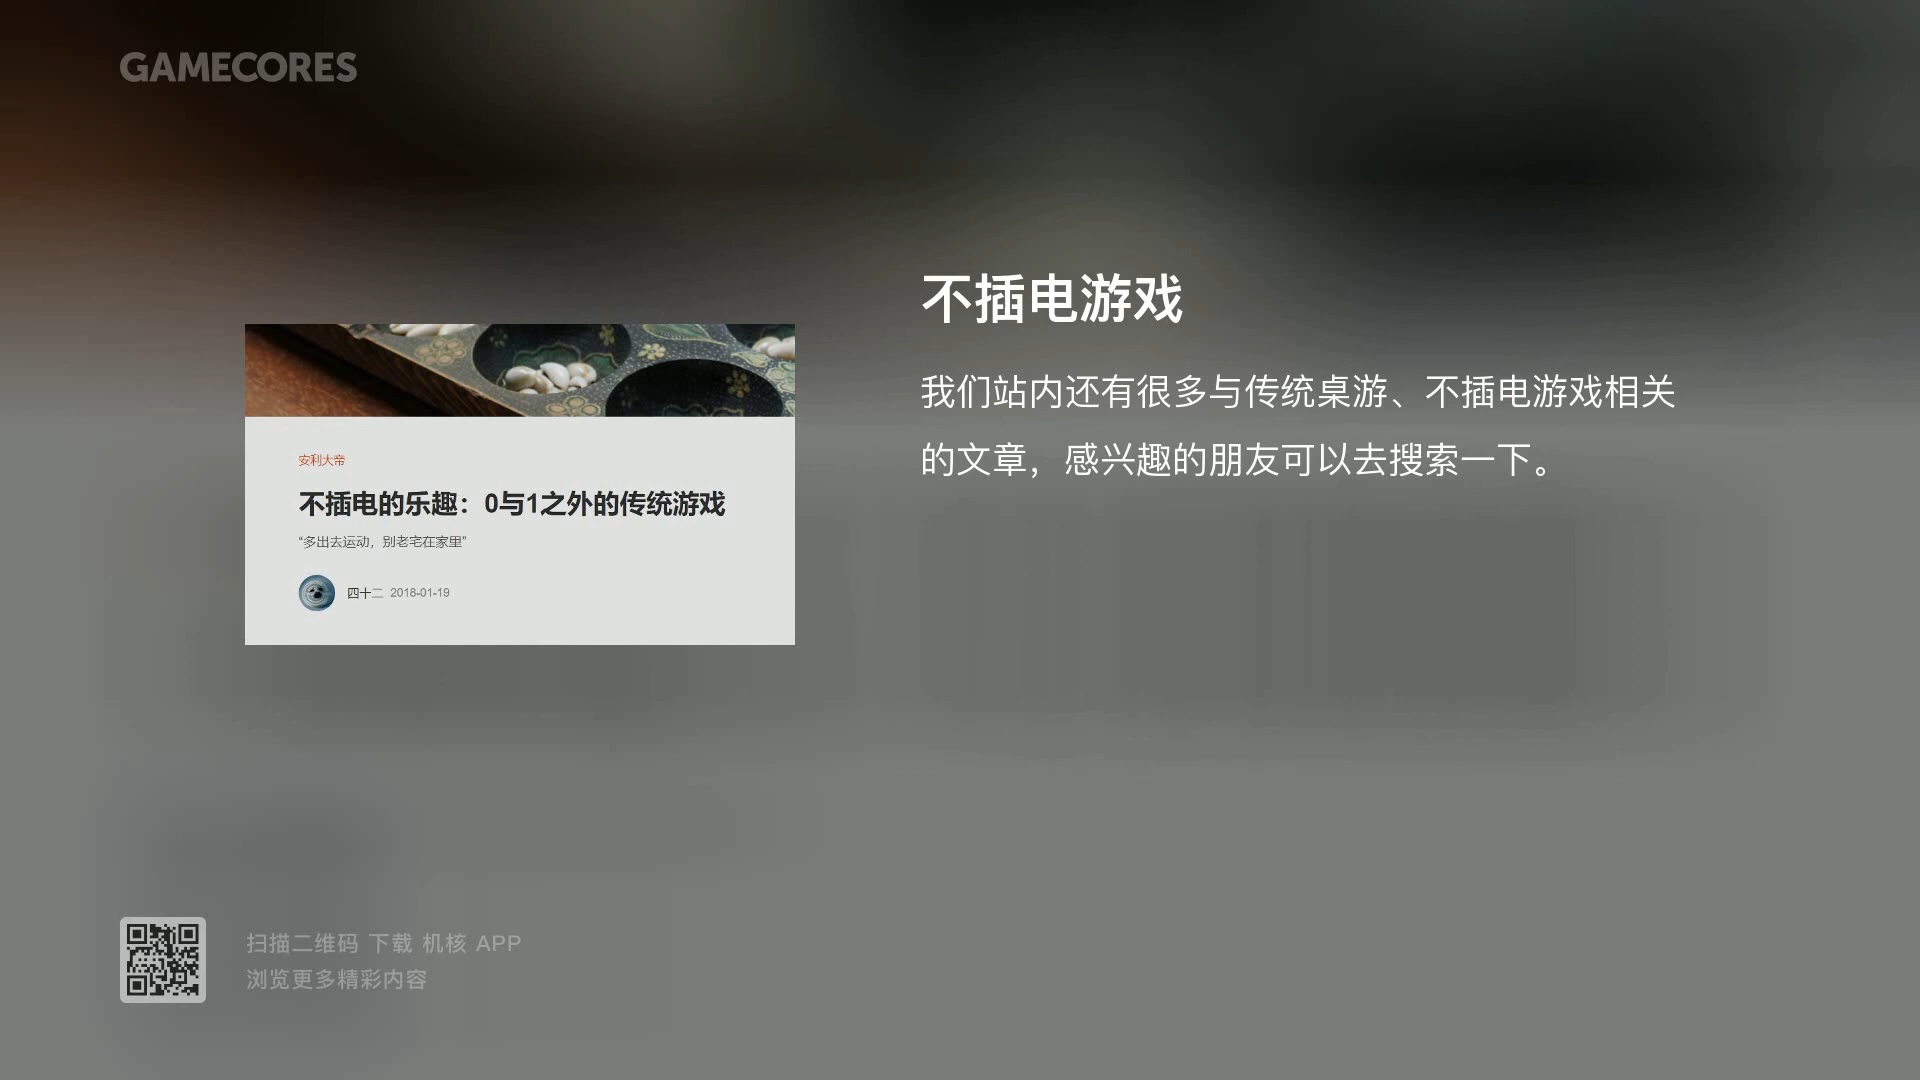 GAMECORES
不插电游戏
我们站内还有很多与传统桌游、不插电游戏相关
的文章，感兴趣的朋友可以去搜索一下。
安利大帝
不插电的乐趣：0与1之外的传统游戏
“多出去运动，别老宅在家里”
四十二 2018-01-19
扫描二维码 下载 机核 APP
浏览更多精彩内容